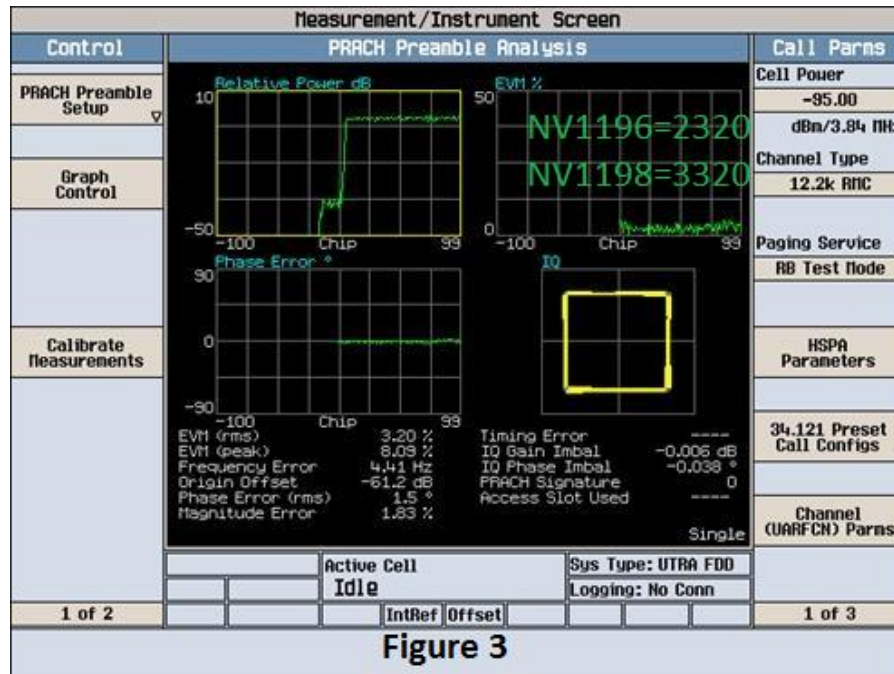 Measurement/Instrument Screen
Control
PRACH Preamble Analysis
Call Parms
PRACH Preamble
Setup
Graph
Control
Calibrate
Measurements
1 of 2
Relative Power dB
10
-50
-100
Chip
99
EVM %
50
0
-100
Chip
99
NV1196=2320
NV1198=3320
Phase Error °
90
0
-90
-100
Chip
99
IQ
EVM (rms) 3.20 %
EVM (peak) 8.09 %
Frequency Error 4.41 Hz
Origin Offset -61.2 dB
Phase Error (rms) 1.5 °
Magnitude Error 1.83 %
Timing Error ----
IQ Gain Imbal -0.006 dB
IQ Phase Imbal -0.038 °
PRACH Signature 0
Access Slot Used ----
Single
Cell Power
-95.00
dBm/3.84 MHz
Channel Type
12.2k RMC
Paging Service
RB Test Mode
HSPA
Parameters
34.121 Preset
Call Configs
Channel
(UARFCN) Parms
1 of 3
Active Cell
Idle
Sys Type: UTRA FDD
Logging: No Conn
IntRef
Offset
Figure 3